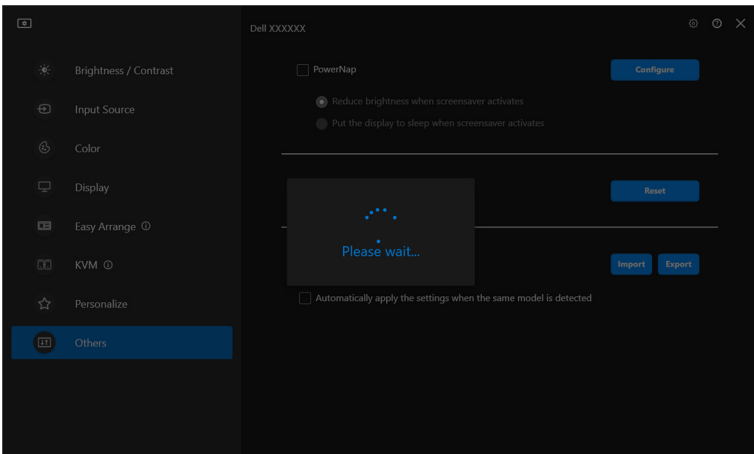 Dell XXXXXX
Brightness / Contrast
Input Source
Color
Display
Easy Arrange
KVM
Personalize
Others
PowerNap
Configure
Reduce brightness when screensaver activates
Put the display to sleep when screensaver activates
Reset
Please wait...
Import
Export
Automatically apply the settings when the same model is detected